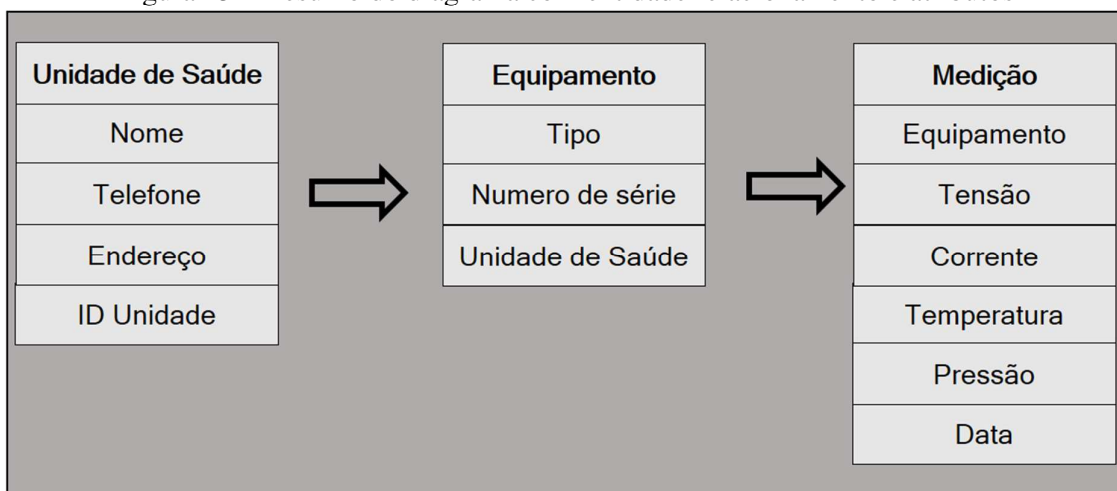 Unidade de Saúde
Nome
Telefone
Endereço
ID Unidade
Equipamento
Tipo
Numero de série
Unidade de Saúde
Medição
Equipamento
Tensão
Corrente
Temperatura
Pressão
Data